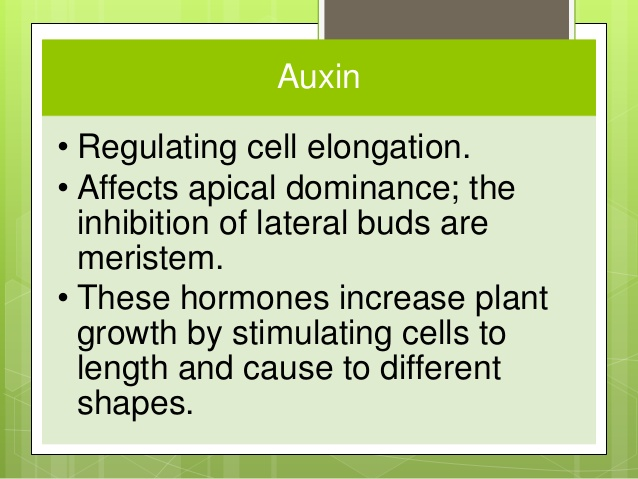 Auxin
• Regulating cell elongation.
• Affects apical dominance; the
inhibition of lateral buds are
meristem.
• These hormones increase plant
growth by stimulating cells to
length and cause to different
shapes.